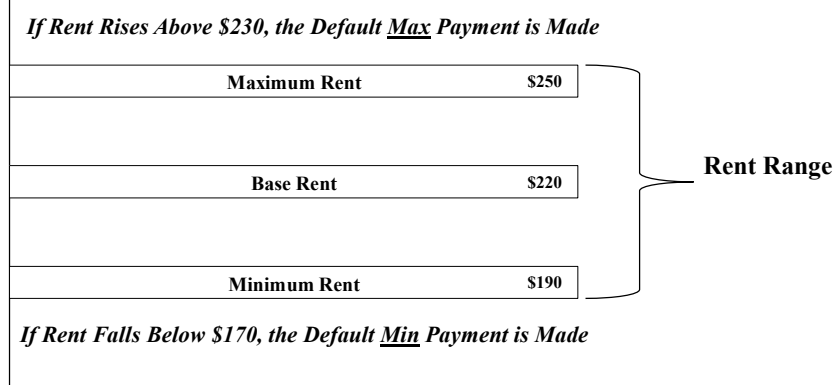 If Rent Rises Above $230, the Default Max Payment is Made
Maximum Rent $250
Base Rent $220
Rent Range
Minimum Rent $190
If Rent Falls Below $170, the Default Min Payment is Made